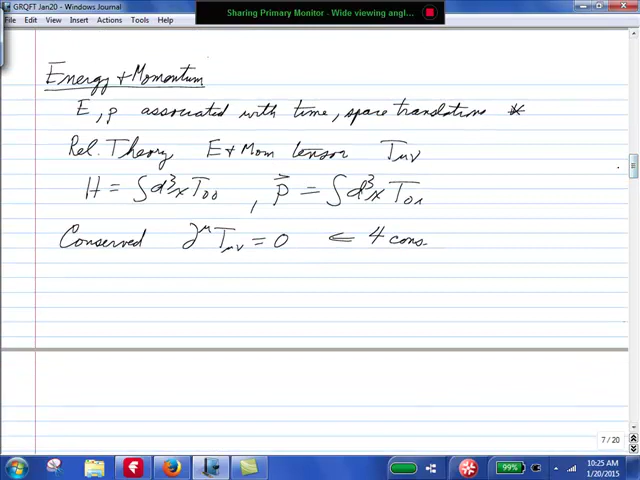 GRQFT Jan20 - Windows Journal
Sharing Primary Monitor - Wide viewing angl...
File Edit View Insert Actions Tools Help
Energy + Momentum
E, p associated with time, space translations *
Rel. Theory E + Mom tensor Tμν
H = ∫d³x T₀₀ , p⃗ = ∫d³x T₀ᵢ
Conserved ∂^μ Tμν = 0 ⇐ 4 cons
7 / 20
99%
10:25 AM
1/20/2015